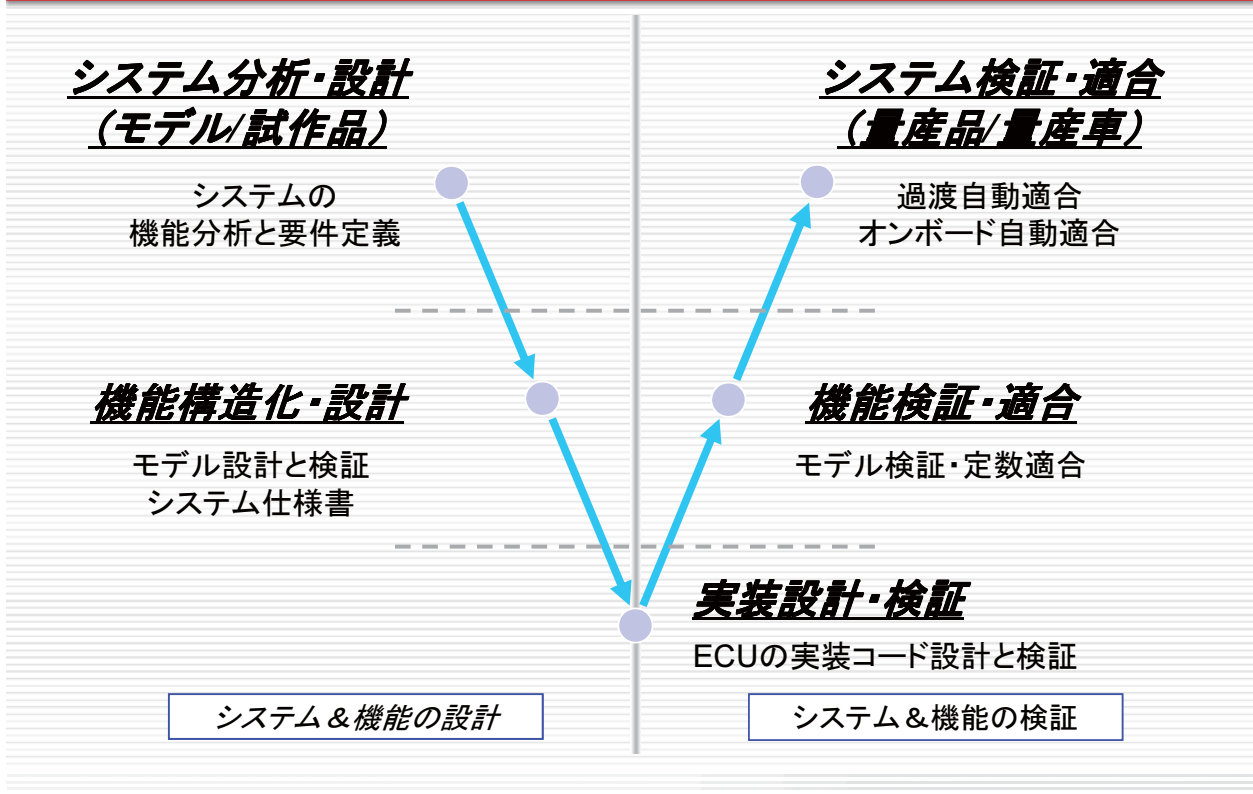 システム分析・設計
（モデル/試作品）
システムの
機能分析と要件定義
システム検証・適合
（量産品/量産車）
過渡自動適合
オンボード自動適合
機能構造化・設計
モデル設計と検証
システム仕様書
機能検証・適合
モデル検証・定数適合
実装設計・検証
ECUの実装コード設計と検証
システム＆機能の設計
システム＆機能の検証